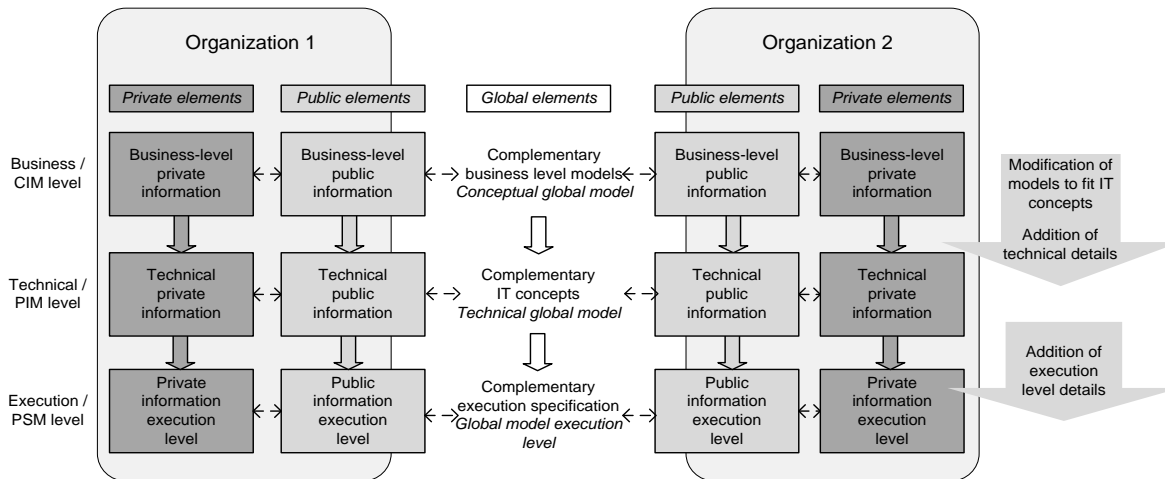 Organization 1
Organization 2
Private elements
Public elements
Global elements
Public elements
Private elements
Business /
CIM level
Business-level
private
information
Business-level
public
information
Complementary
business level models
Conceptual global model
Business-level
public
information
Business-level
private
information
Modification of
models to fit IT
concepts
Addition of
technical details
Technical /
PIM level
Technical
private
information
Technical
public
information
Complementary
IT concepts
Technical global model
Technical
public
information
Technical
private
information
Addition of
execution
level details
Execution /
PSM level
Private
information
execution
level
Public
information
execution
level
Complementary
execution specification
Global model execution
level
Public
information
execution
level
Private
information
execution
level